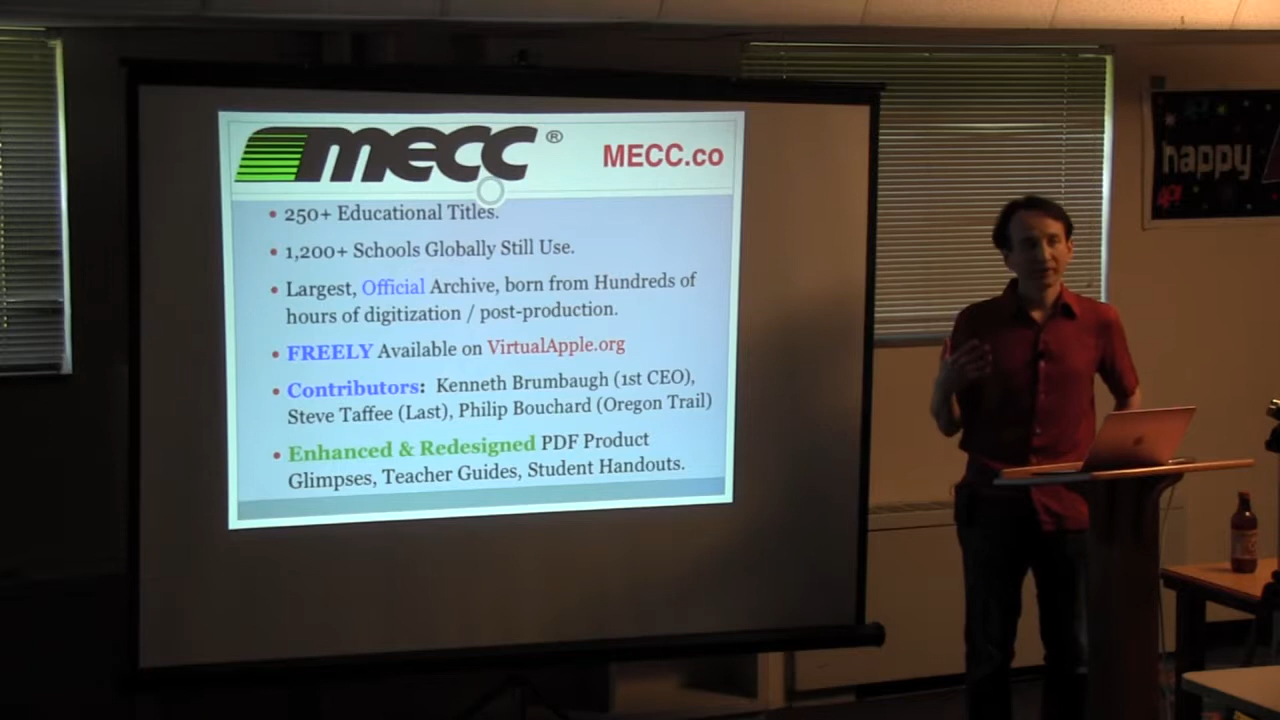 mecc ®
MECC.co
• 250+ Educational Titles.
• 1,200+ Schools Globally Still Use.
• Largest, Official Archive, born from Hundreds of
hours of digitization / post-production.
• FREELY Available on VirtualApple.org
• Contributors: Kenneth Brumbaugh (1st CEO),
Steve Taffee (Last), Philip Bouchard (Oregon Trail)
• Enhanced & Redesigned PDF Product
Glimpses, Teacher Guides, Student Handouts.
happy
40!